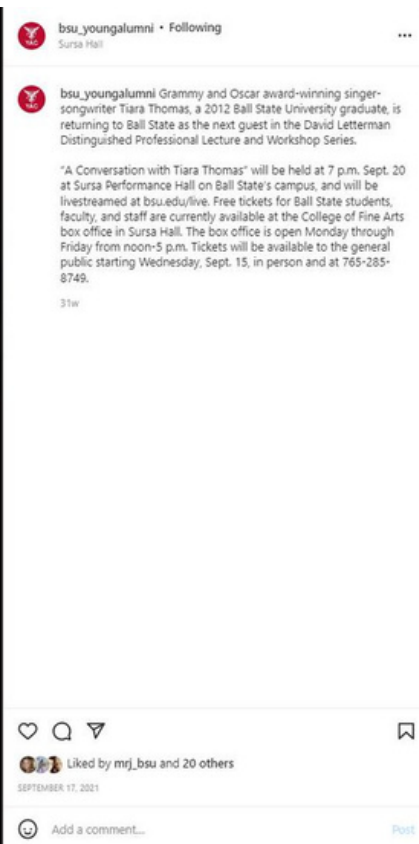 bsu_youngalumni • Following
Sursa Hall
bsu_youngalumni Grammy and Oscar award-winning singer-
songwriter Tiara Thomas, a 2012 Ball State University graduate, is
returning to Ball State as the next guest in the David Letterman
Distinguished Professional Lecture and Workshop Series.
"A Conversation with Tiara Thomas" will be held at 7 p.m. Sept. 20
at Sursa Performance Hall on Ball State's campus, and will be
livestreamed at bsu.edu/live. Free tickets for Ball State students,
faculty, and staff are currently available at the College of Fine Arts
box office in Sursa Hall. The box office is open Monday through
Friday from noon-5 p.m. Tickets will be available to the general
public starting Wednesday, Sept. 15, in person and at 765-285-
8749.
31w
Liked by mrj_bsu and 20 others
SEPTEMBER 17, 2021
Add a comment...
Post